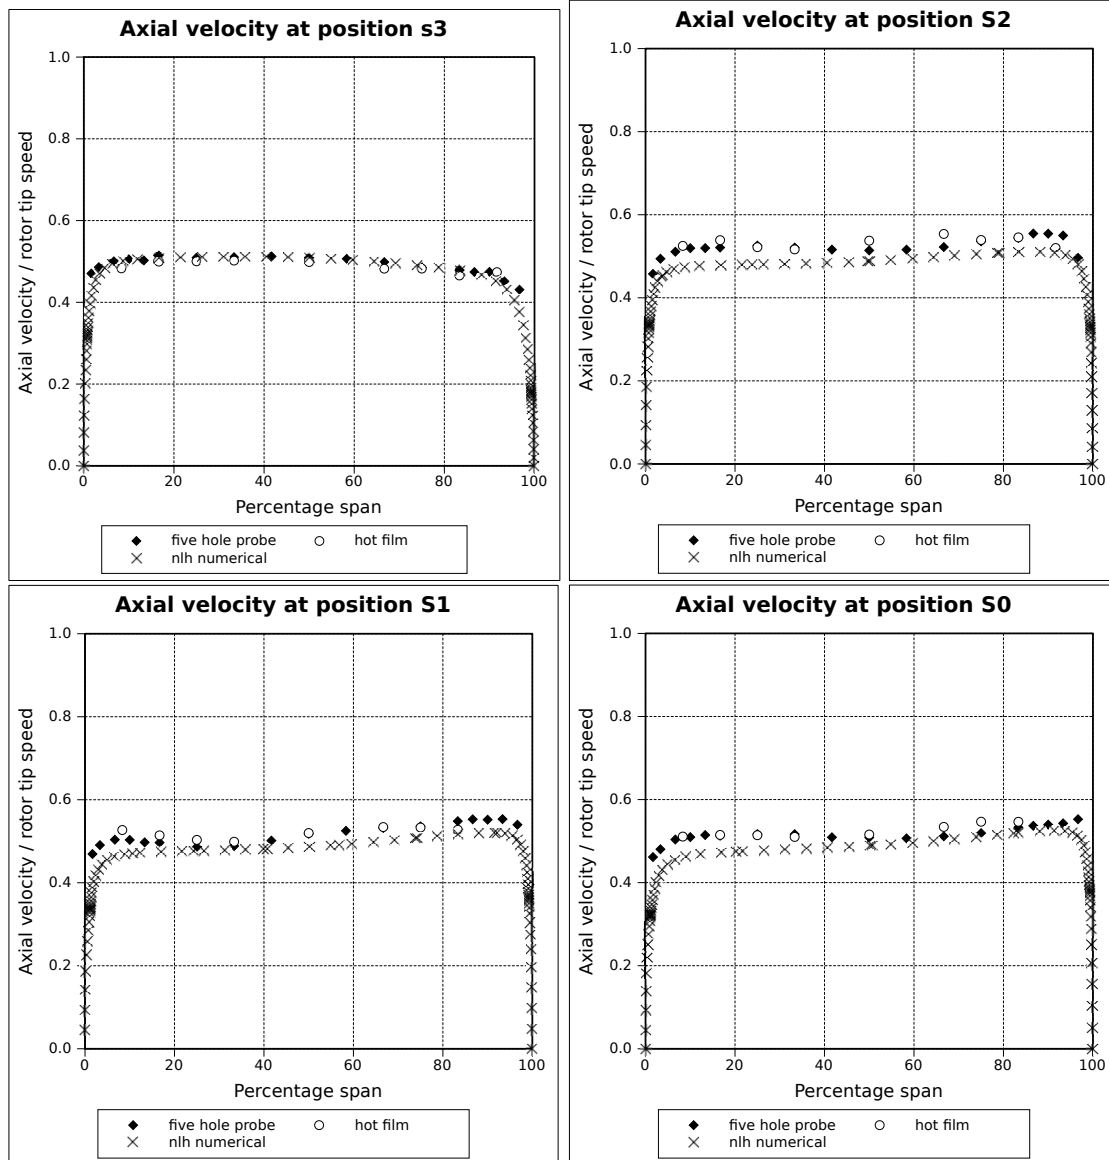 Axial velocity at position s3
1.0
0.8
0.6
0.4
0.2
0.0
Axial velocity / rotor tip speed
0 20 40 60 80 100
Percentage span
five hole probe hot film
nlh numerical
Axial velocity at position S2
1.0
0.8
0.6
0.4
0.2
0.0
Axial velocity / rotor tip speed
0 20 40 60 80 100
Percentage span
five hole probe hot film
nlh numerical
Axial velocity at position S1
1.0
0.8
0.6
0.4
0.2
0.0
Axial velocity / rotor tip speed
0 20 40 60 80 100
Percentage span
five hole probe hot film
nlh numerical
Axial velocity at position S0
1.0
0.8
0.6
0.4
0.2
0.0
Axial velocity / rotor tip speed
0 20 40 60 80 100
Percentage span
five hole probe hot film
nlh numerical